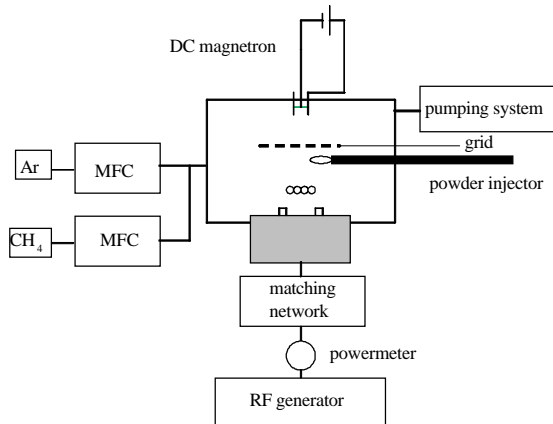 DC magnetron
pumping system
grid
Ar
MFC
powder injector
CH4
MFC
matching
network
powermeter
RF generator